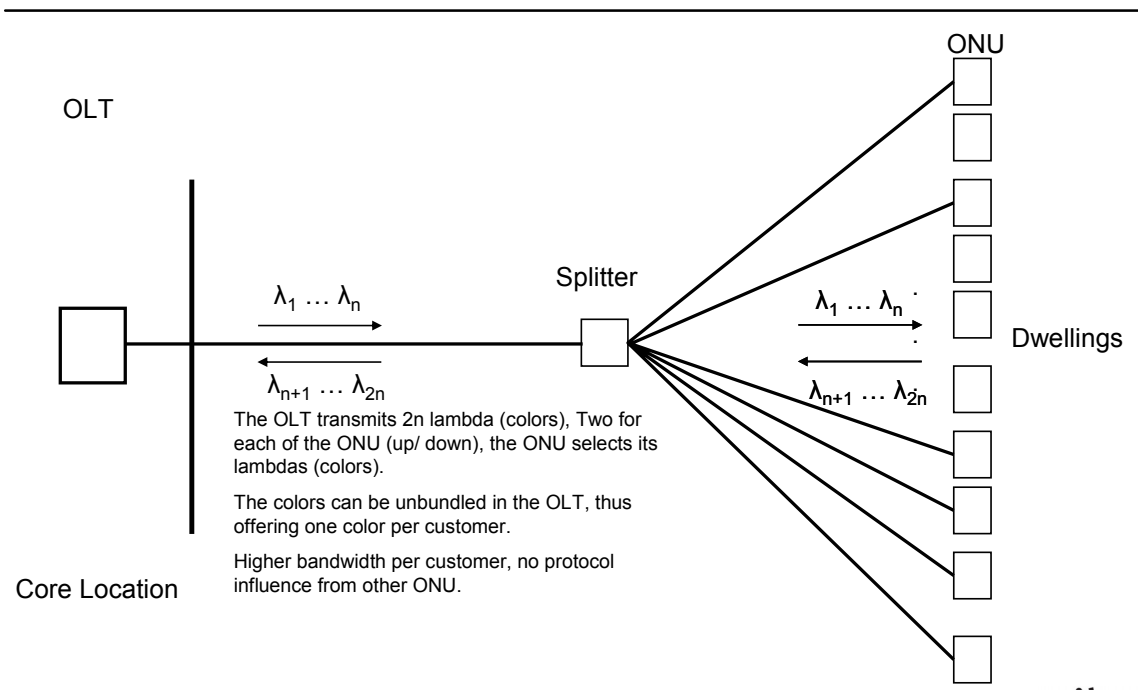 ONU
OLT
Splitter
λ1 … λn
λn+1 … λ2n
λ1 … λn
λn+1 … λ2n
Dwellings
The OLT transmits 2n lambda (colors), Two for
each of the ONU (up/ down), the ONU selects its
lambdas (colors).
The colors can be unbundled in the OLT, thus
offering one color per customer.
Higher bandwidth per customer, no protocol
influence from other ONU.
Core Location